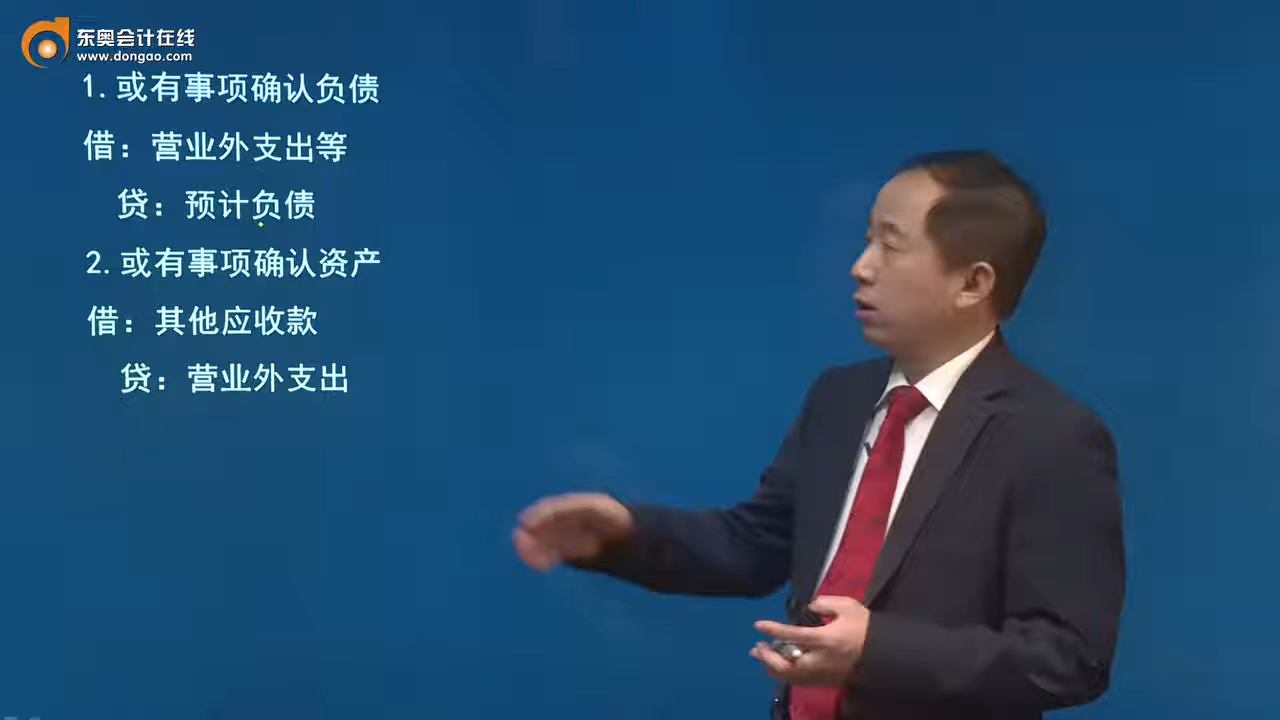 东奥会计在线
www.dongao.com
1.或有事项确认负债
借：营业外支出等
贷：预计负债
2.或有事项确认资产
借：其他应收款
贷：营业外支出